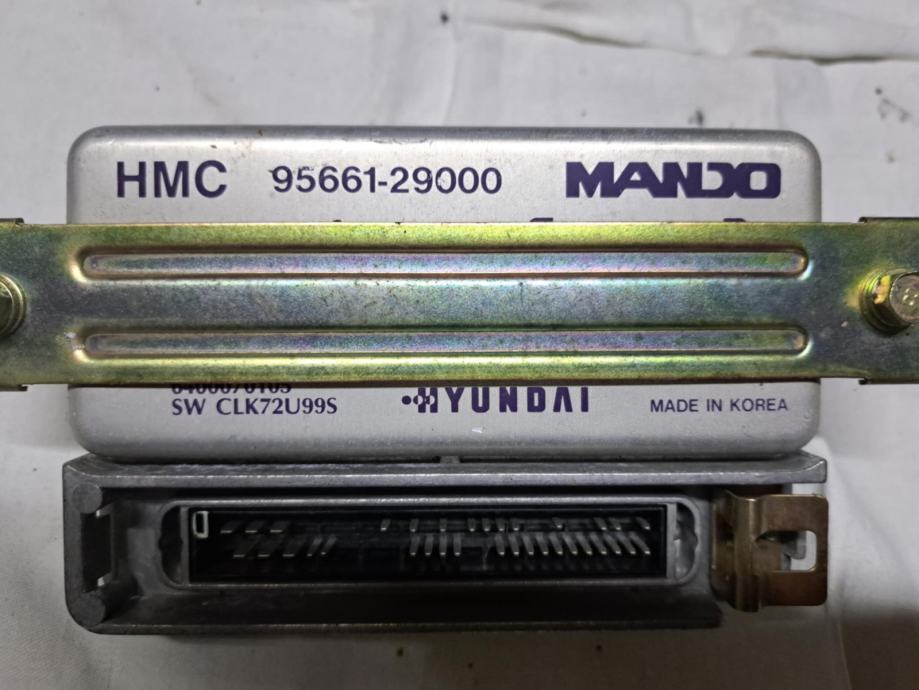 HMC 95661-29000 MANDO
SW CLK72U99S HYUNDAI MADE IN KOREA